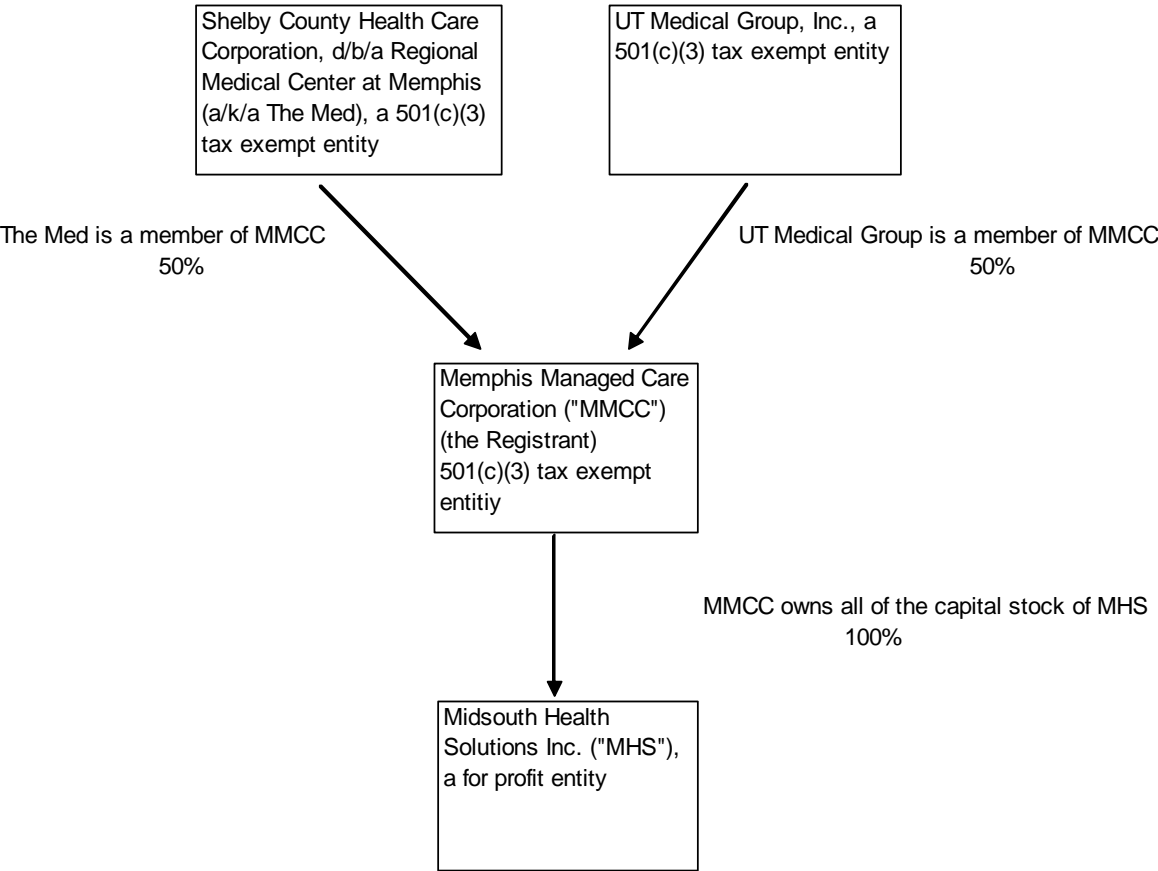 Shelby County Health Care
Corporation, d/b/a Regional
Medical Center at Memphis
(a/k/a The Med), a 501(c)(3)
tax exempt entity
UT Medical Group, Inc., a
501(c)(3) tax exempt entity
The Med is a member of MMCC
50%
UT Medical Group is a member of MMCC
50%
Memphis Managed Care
Corporation ("MMCC")
(the Registrant)
501(c)(3) tax exempt
entitiy
MMCC owns all of the capital stock of MHS
100%
Midsouth Health
Solutions Inc. ("MHS"),
a for profit entity